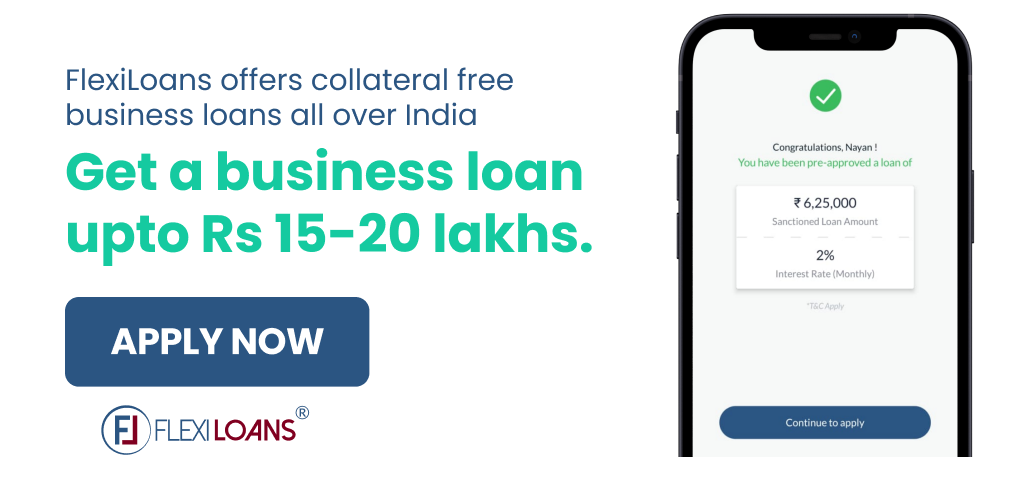 FlexiLoans offers collateral free
business loans all over India
Get a business loan
upto Rs 15-20 lakhs.
APPLY NOW
FL FLEXILOANS®
Congratulations, Nayan !
You have been pre-approved a loan of
₹ 6,25,000
Sanctioned Loan Amount
2%
Interest Rate (Monthly)
*T&C Apply
Continue to apply